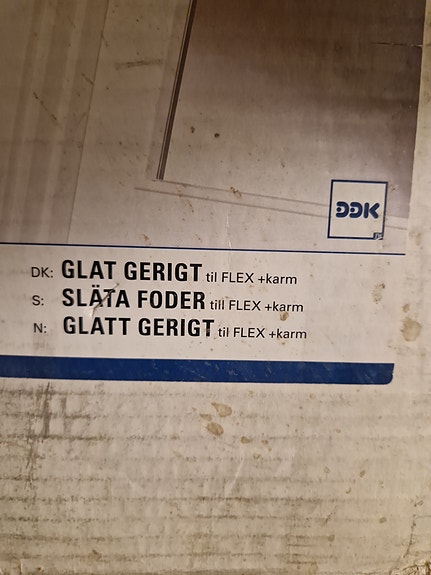 DDK
DK: GLAT GERIGT til FLEX +karm
S: SLÄTA FODER till FLEX +karm
N: GLATT GERIGT til FLEX +karm